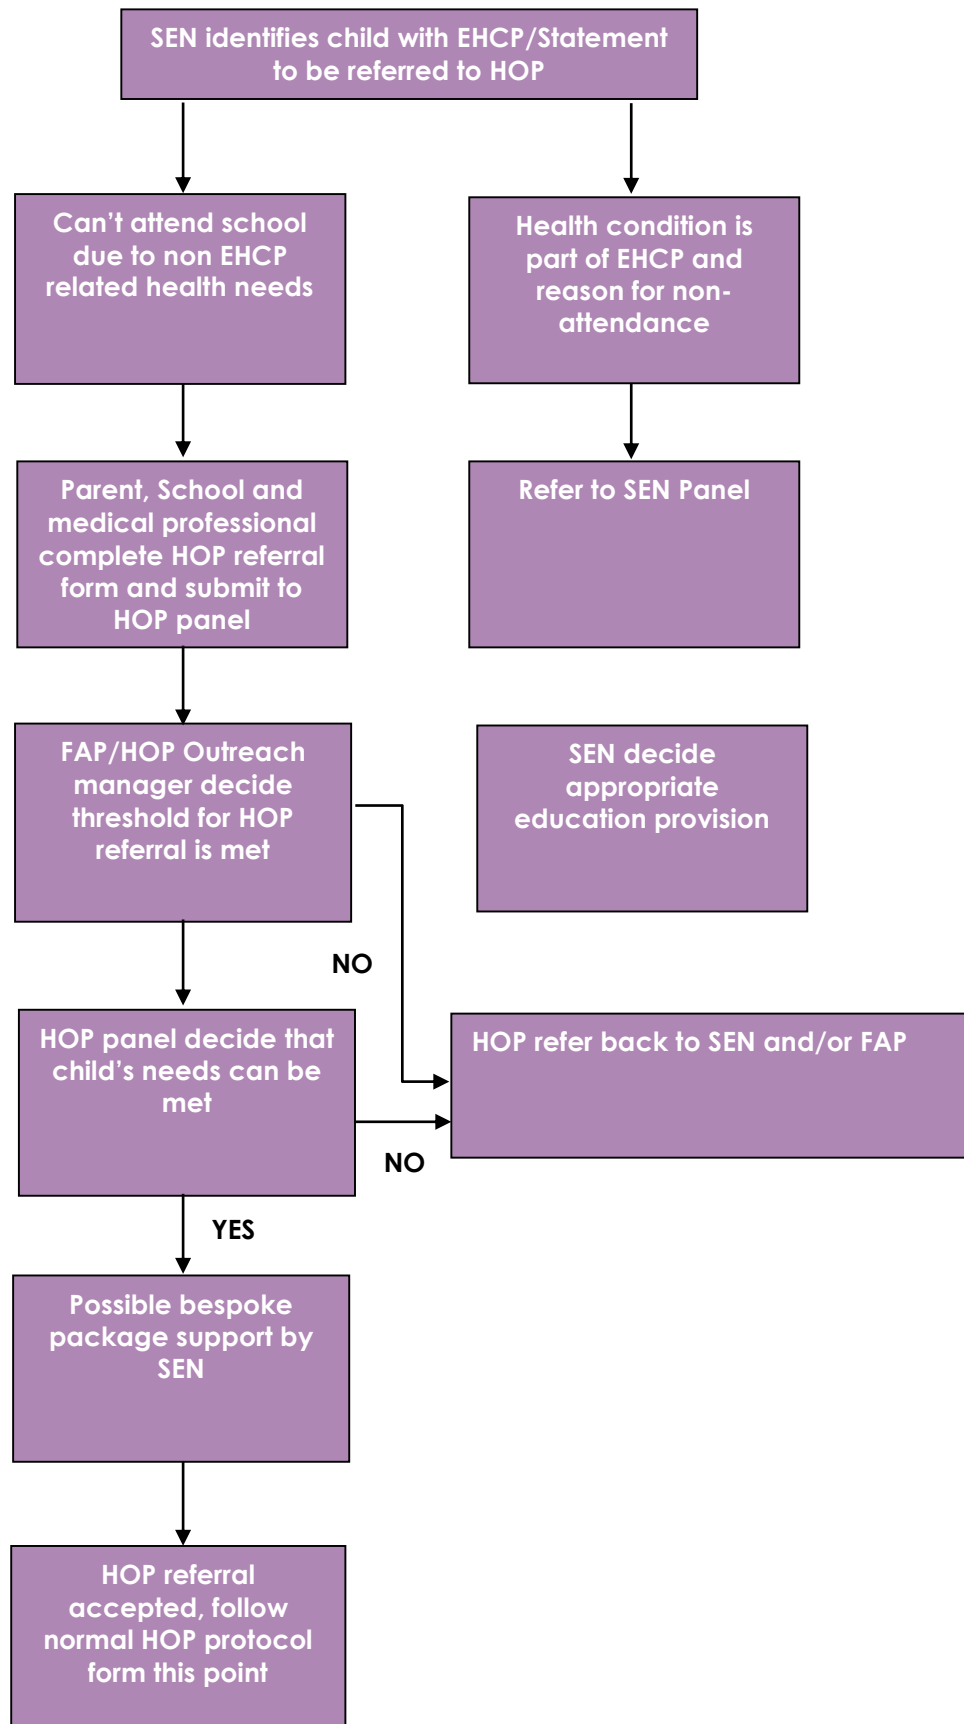 SEN identifies child with EHCP/Statement
to be referred to HOP
Can't attend school
due to non EHCP
related health needs
Health condition is
part of EHCP and
reason for non-
attendance
Parent, School and
medical professional
complete HOP referral
form and submit to
HOP panel
Refer to SEN Panel
FAP/HOP Outreach
manager decide
threshold for HOP
referral is met
SEN decide
appropriate
education provision
NO
HOP panel decide that
child's needs can be
met
HOP refer back to SEN and/or FAP
NO
YES
Possible bespoke
package support by
SEN
HOP referral
accepted, follow
normal HOP protocol
form this point